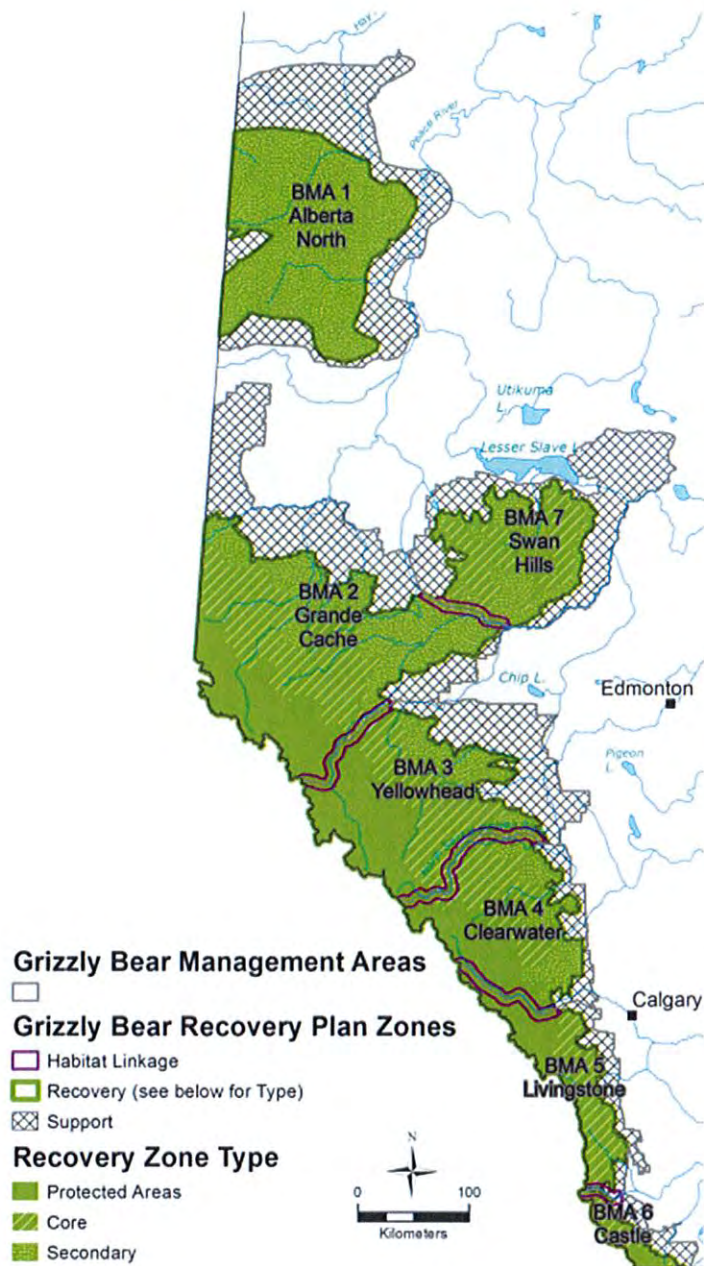 Hay
Peace River
BMA 1
Alberta
North
Utikuma
L.
Lesser Slave L
BMA 7
Swan
Hills
BMA 2
Grande
Cache
Chip L.
Edmonton
Pigeon
L.
BMA 3
Yellowhead
BMA 4
Clearwater
Calgary
BMA 5
Livingstone
BMA 6
Castle
Grizzly Bear Management Areas
Grizzly Bear Recovery Plan Zones
Habitat Linkage
Recovery (see below for Type)
Support
Recovery Zone Type
Protected Areas
Core
Secondary
N
0 100
Kilometers